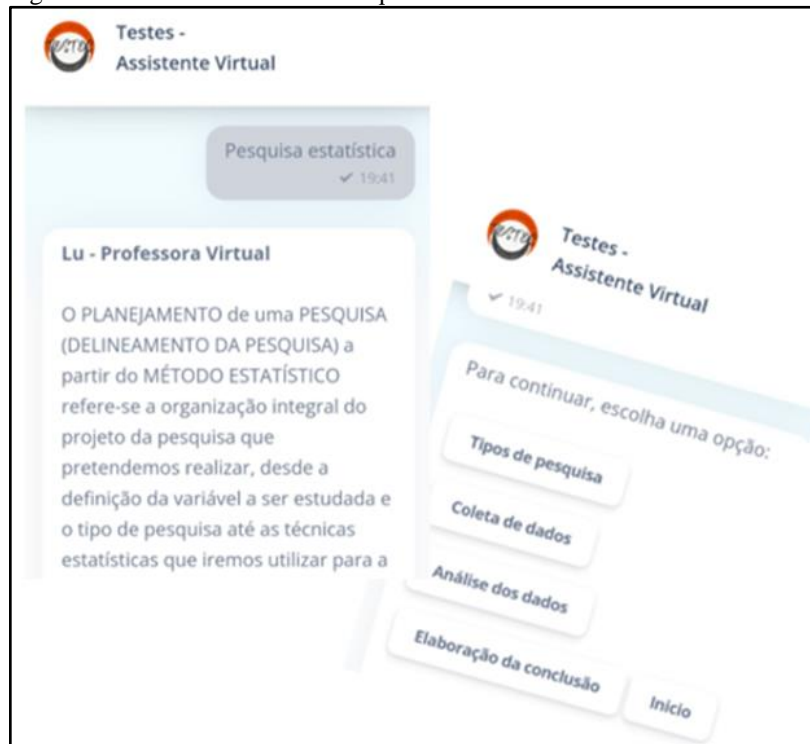 Testes -
Assistente Virtual
Pesquisa estatística
19:41
Lu - Professora Virtual
O PLANEJAMENTO de uma PESQUISA
(DELINEAMENTO DA PESQUISA) a
partir do MÉTODO ESTATÍSTICO
refere-se a organização integral do
projeto da pesquisa que
pretendemos realizar, desde a
definição da variável a ser estudada e
o tipo de pesquisa até as técnicas
estatísticas que iremos utilizar para a
Testes -
Assistente Virtual
19:41
Para continuar, escolha uma opção:
Tipos de pesquisa
Coleta de dados
Análise dos dados
Elaboração da conclusão
Início